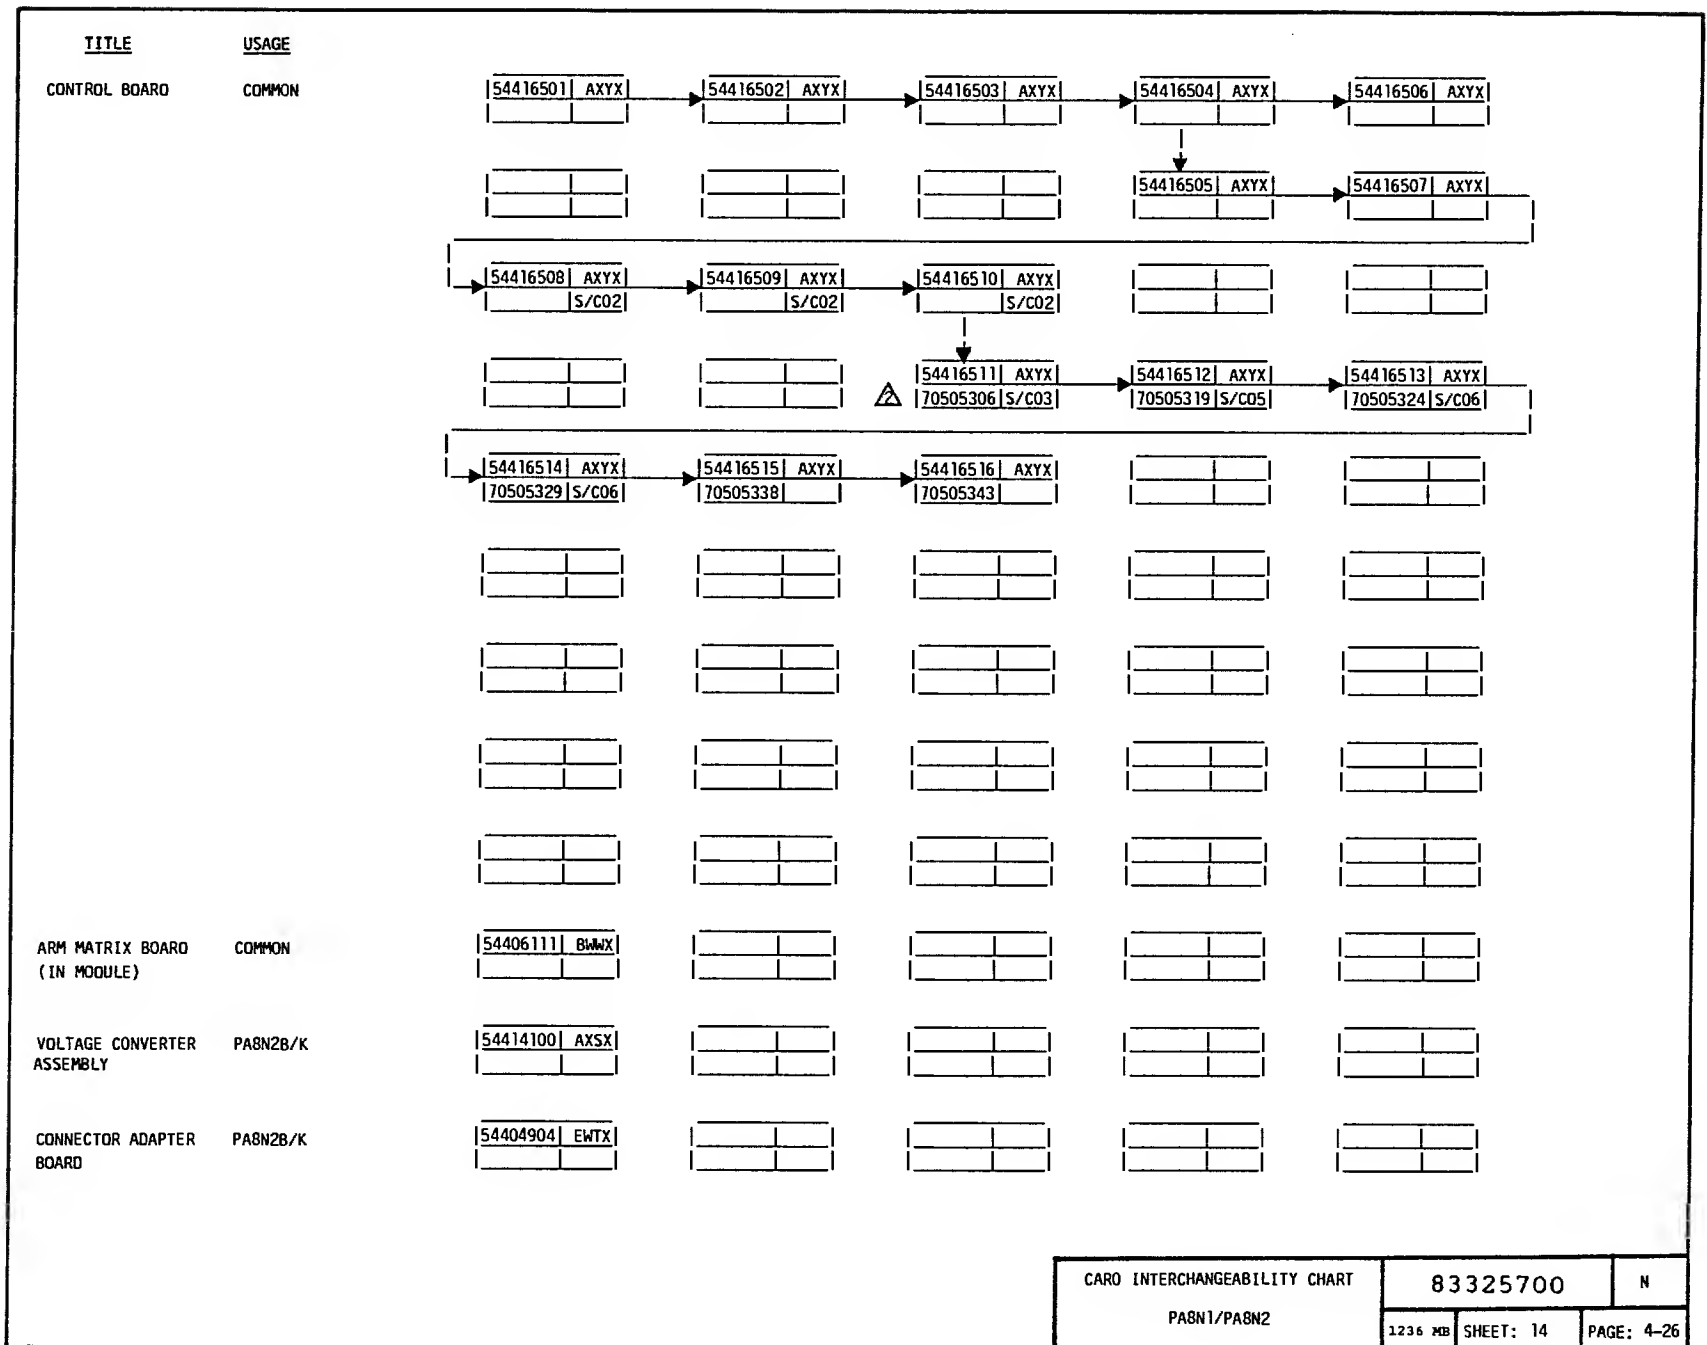 TITLE USAGE
CONTROL BOARO COMMON
54416501 AXYX 54416502 AXYX 54416503 AXYX 54416504 AXYX 54416506 AXYX
54416505 AXYX 54416507 AXYX
54416508 AXYX 54416509 AXYX 54416510 AXYX
S/C02 S/C02 S/C02
54416511 AXYX 54416512 AXYX 54416513 AXYX
2 70505306 S/C03 70505319 S/C05 70505324 S/C06
54416514 AXYX 54416515 AXYX 54416516 AXYX
70505329 S/C06 70505338 70505343
ARM MATRIX BOARD COMMON 54406111 BWWX
(IN MODULE)
VOLTAGE CONVERTER PA8N2B/K 54414100 AXSX
ASSEMBLY
CONNECTOR ADAPTER PA8N2B/K 54404904 EWTX
BOARD
CARO INTERCHANGEABILITY CHART 83325700 N
PA8N1/PA8N2
1236 MB SHEET: 14 PAGE: 4-26